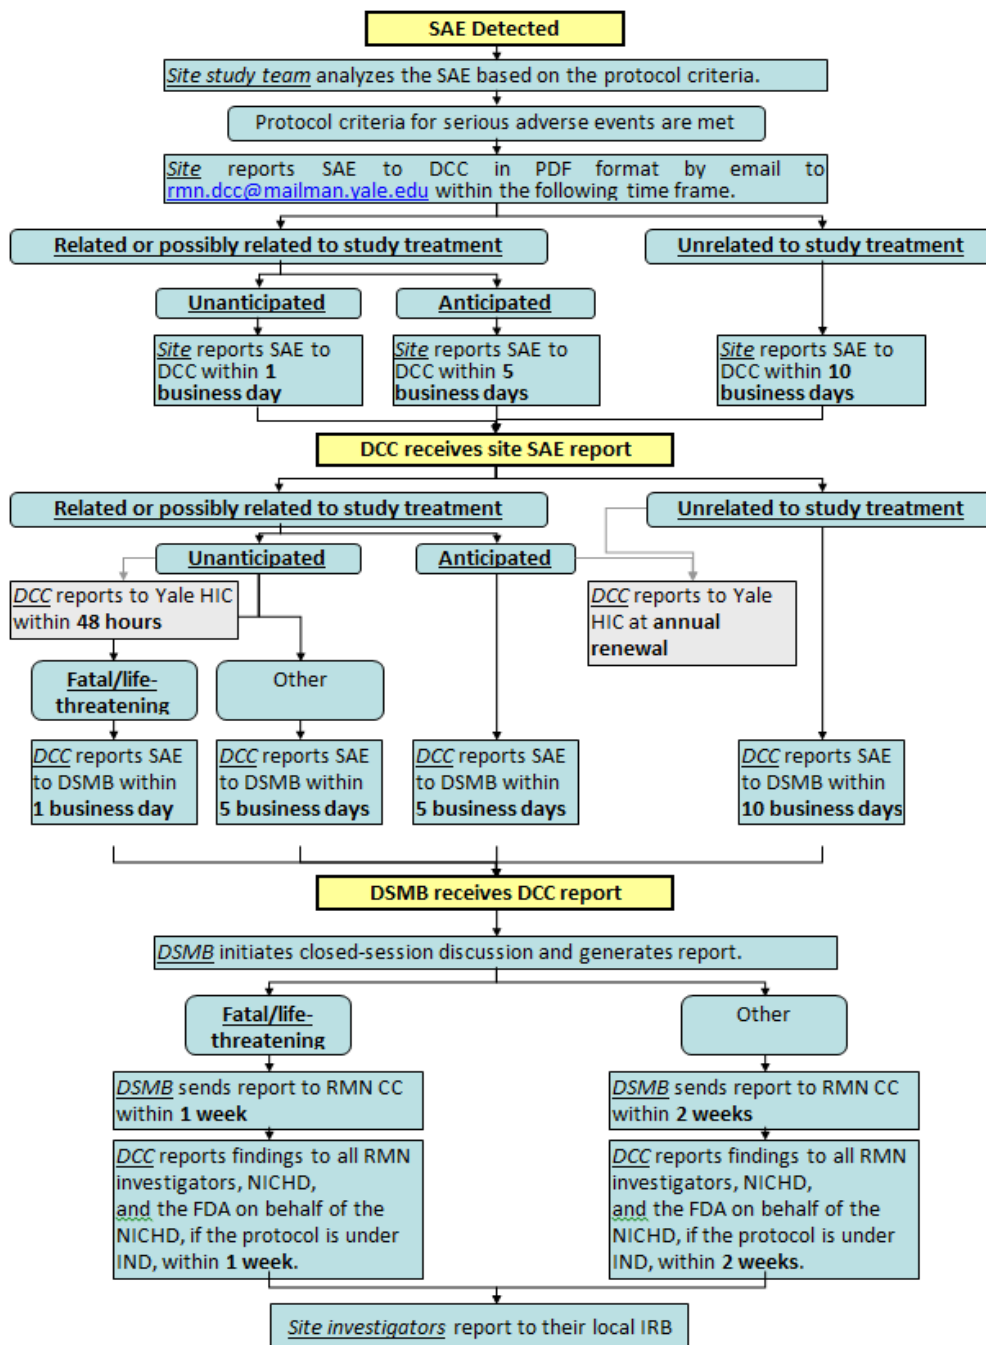 SAE Detected
Site study team analyzes the SAE based on the protocol criteria.
Protocol criteria for serious adverse events are met
Site reports SAE to DCC in PDF format by email to
rmn.dcc@mailman.yale.edu within the following time frame.
Related or possibly related to study treatment
Unrelated to study treatment
Unanticipated
Anticipated
Site reports SAE to
DCC within 1
business day
Site reports SAE to
DCC within 5
business days
Site reports SAE to
DCC within 10
business days
DCC receives site SAE report
Related or possibly related to study treatment
Unrelated to study treatment
Unanticipated
Anticipated
DCC reports to Yale HIC
within 48 hours
DCC reports to Yale
HIC at annual
renewal
Fatal/life-
threatening
Other
DCC reports SAE
to DSMB within
1 business day
DCC reports SAE
to DSMB within
5 business days
DCC reports SAE
to DSMB within
5 business days
DCC reports SAE
to DSMB within
10 business days
DSMB receives DCC report
DSMB initiates closed-session discussion and generates report.
Fatal/life-
threatening
Other
DSMB sends report to RMN CC
within 1 week
DSMB sends report to RMN CC
within 2 weeks
DCC reports findings to all RMN
investigators, NICHD,
and the FDA on behalf of the
NICHD, if the protocol is under
IND, within 1 week.
DCC reports findings to all RMN
investigators, NICHD,
and the FDA on behalf of the
NICHD, if the protocol is under
IND, within 2 weeks.
Site investigators report to their local IRB